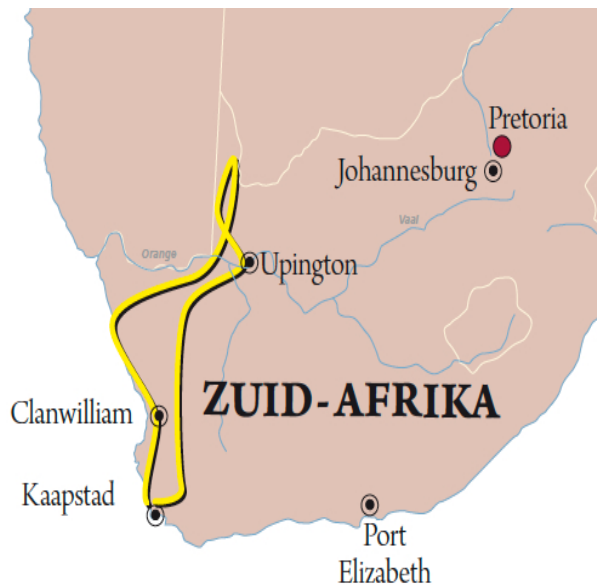 Pretoria
Johannesburg
Vaal
Orange
Upington
Clanwilliam
ZUID-AFRIKA
Kaapstad
Port
Elizabeth